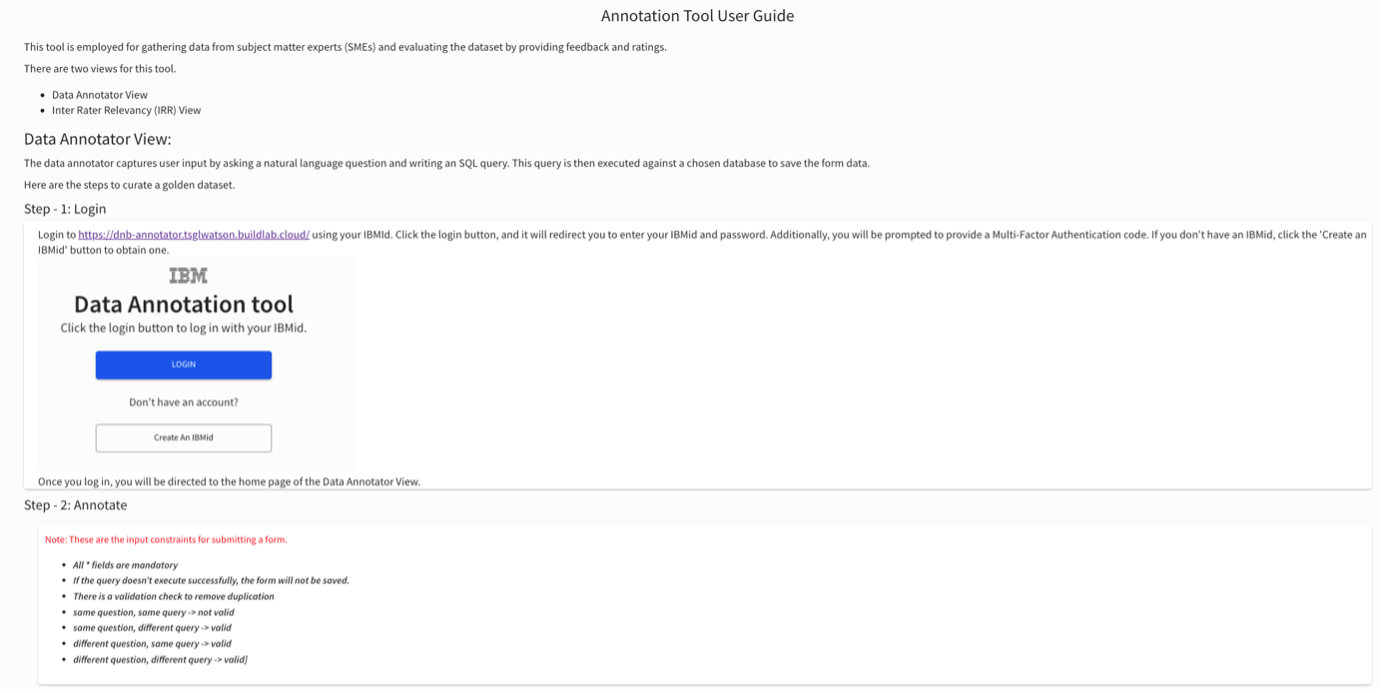 Annotation Tool User Guide
This tool is employed for gathering data from subject matter experts (SMEs) and evaluating the dataset by providing feedback and ratings.
There are two views for this tool.
• Data Annotator View
• Inter Rater Relevancy (IRR) View
Data Annotator View:
The data annotator captures user input by asking a natural language question and writing an SQL query. This query is then executed against a chosen database to save the form data.
Here are the steps to curate a golden dataset.
Step - 1: Login
Login to https://dnb-annotator.tsglwatson.buildlab.cloud/ using your IBMId. Click the login button, and it will redirect you to enter your IBMid and password. Additionally, you will be prompted to provide a Multi-Factor Authentication code. If you don't have an IBMid, click the 'Create an
IBMid' button to obtain one.
IBM
Data Annotation tool
Click the login button to log in with your IBMid.
LOGIN
Don't have an account?
Create An IBMid
Once you log in, you will be directed to the home page of the Data Annotator View.
Step - 2: Annotate
Note: These are the input constraints for submitting a form.
• All * fields are mandatory
• If the query doesn't execute successfully, the form will not be saved.
• There is a validation check to remove duplication
• same question, same query -> not valid
• same question, different query -> valid
• different question, same query -> valid
• different question, different query -> valid]